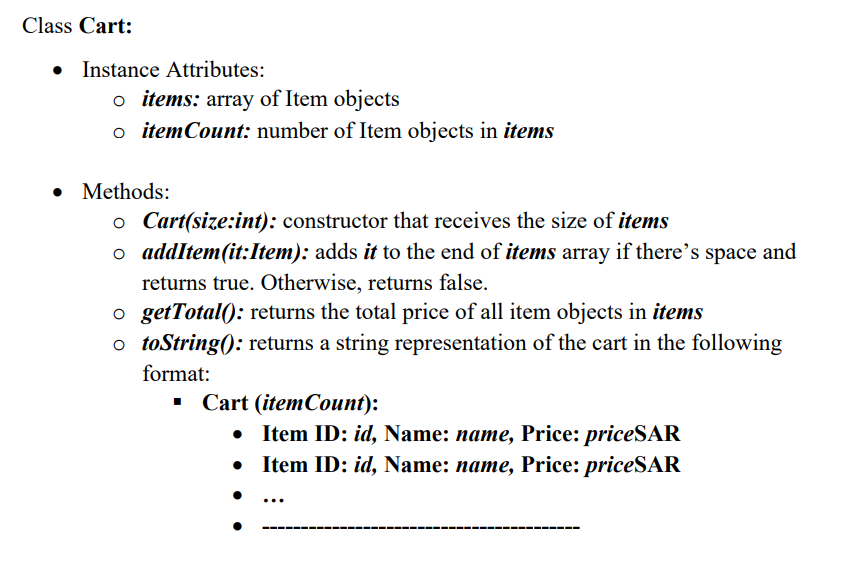 Class Cart:
• Instance Attributes:
o items: array of Item objects
o itemCount: number of Item objects in items
• Methods:
o Cart(size:int): constructor that receives the size of items
o addItem(it:Item): adds it to the end of items array if there’s space and
returns true. Otherwise, returns false.
o getTotal(): returns the total price of all item objects in items
o toString(): returns a string representation of the cart in the following
format:
▪ Cart (itemCount):
• Item ID: id, Name: name, Price: priceSAR
• Item ID: id, Name: name, Price: priceSAR
• …
• -----------------------------------------